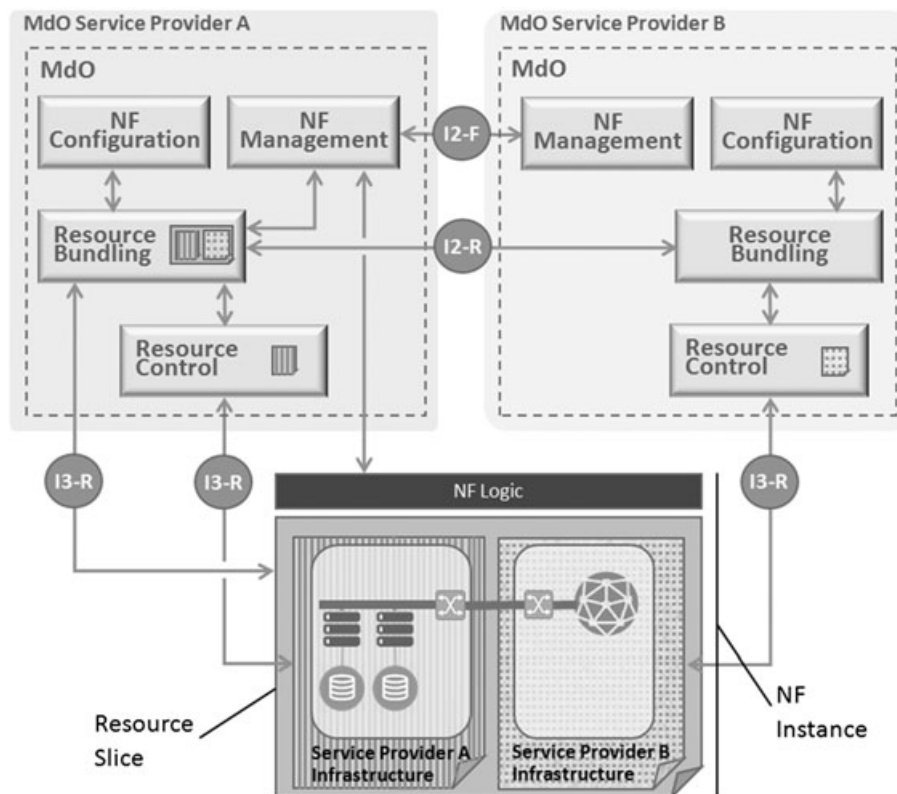 MdO Service Provider A
MdO
NF
Configuration
NF
Management
Resource
Bundling
Resource
Control
I2-F
I2-R
MdO Service Provider B
MdO
NF
Management
NF
Configuration
Resource
Bundling
Resource
Control
I3-R
I3-R
I3-R
NF Logic
Service Provider A
Infrastructure
Service Provider B
Infrastructure
Resource
Slice
NF
Instance